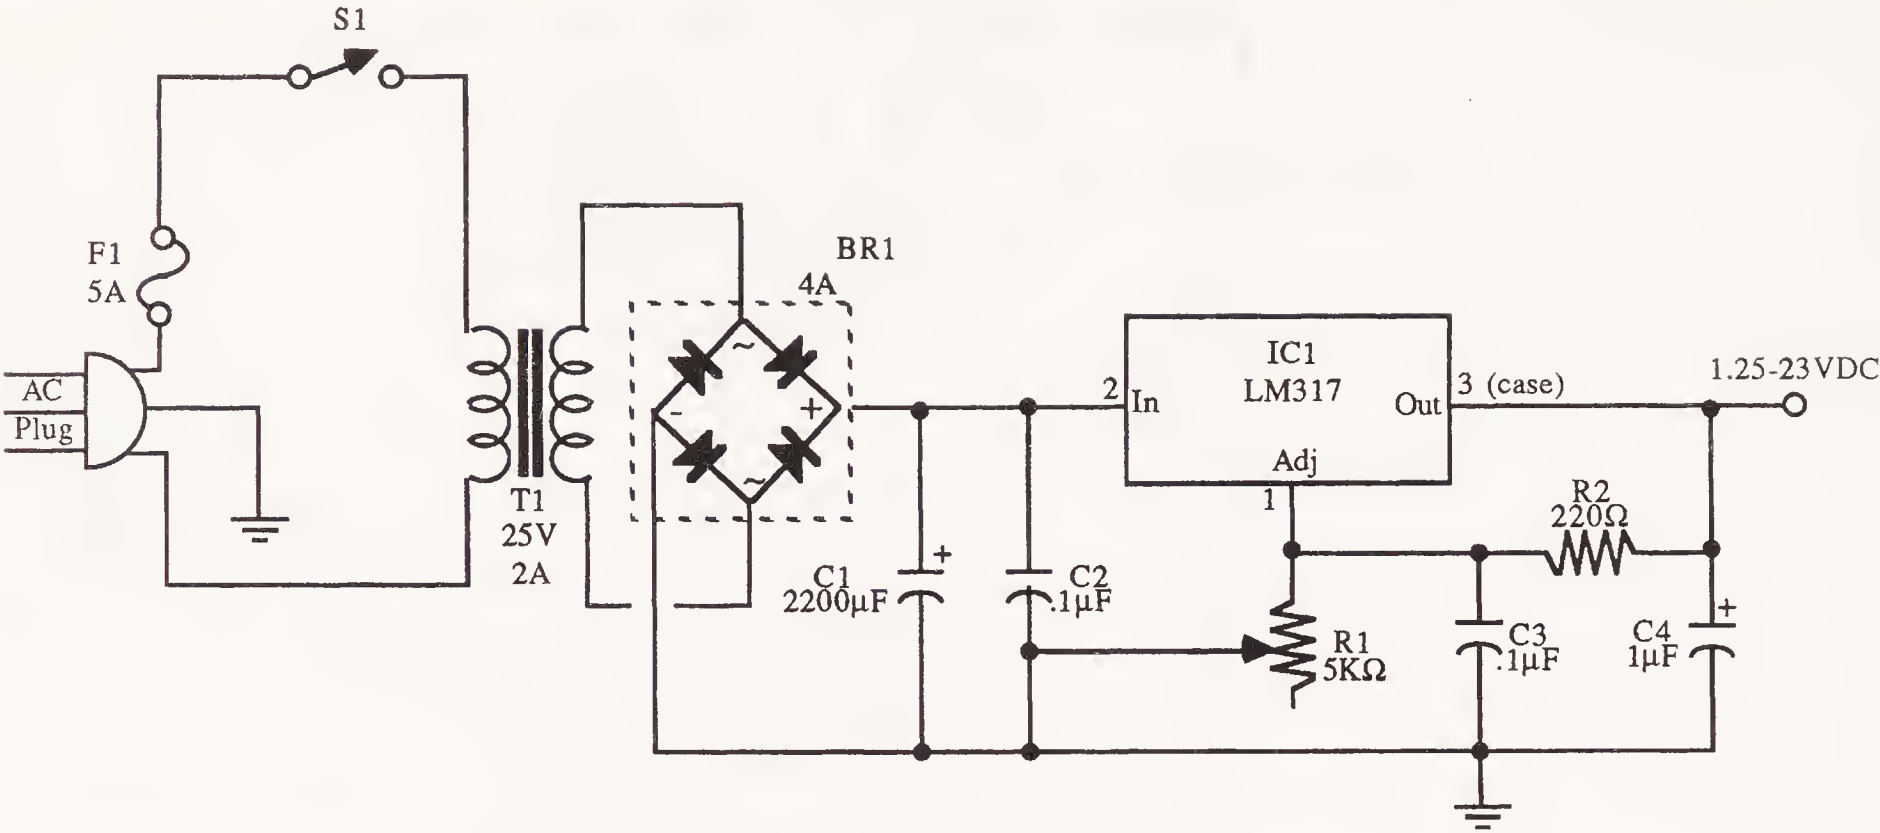 S1
F1
5A
AC
Plug
T1
25V
2A
BR1
4A
~
-
+
~
C1
2200µF
+
C2
.1µF
2
In
IC1
LM317
Adj
1
Out
3 (case)
1.25-23VDC
R1
5KΩ
R2
220Ω
C3
.1µF
C4
1µF
+